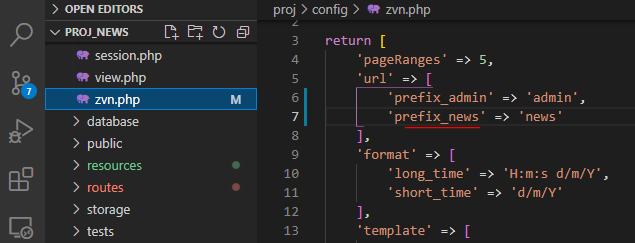 OPEN EDITORS
PROJ_NEWS
session.php
view.php
zvn.php M
database
public
resources
routes
storage
tests
7
proj > config > zvn.php
2
3 return [
4 'pageRanges' => 5,
5 'url' => [
6 'prefix_admin' => 'admin',
7 'prefix_news' => 'news'
8 ],
9 'format' => [
10 'long_time' => 'H:m:s d/m/Y',
11 'short_time' => 'd/m/Y'
12 ],
13 'template' => [